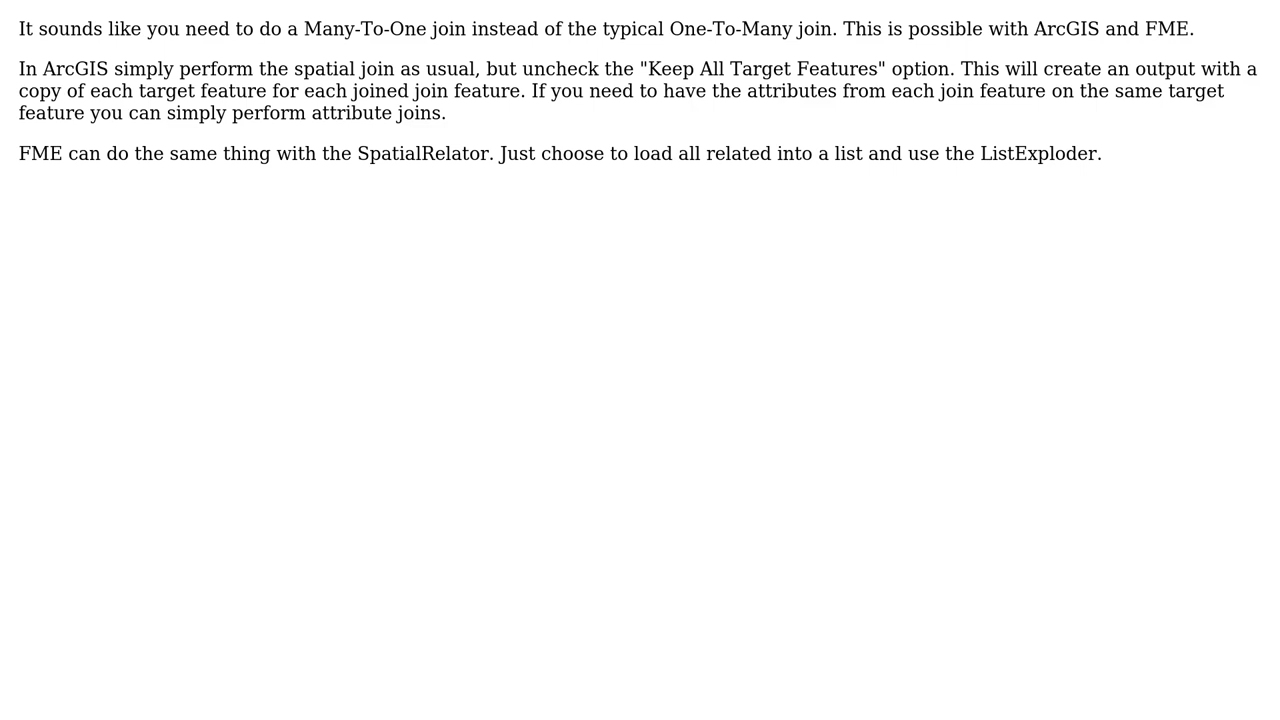 It sounds like you need to do a Many-To-One join instead of the typical One-To-Many join. This is possible with ArcGIS and FME.
In ArcGIS simply perform the spatial join as usual, but uncheck the "Keep All Target Features" option. This will create an output with a
copy of each target feature for each joined join feature. If you need to have the attributes from each join feature on the same target
feature you can simply perform attribute joins.
FME can do the same thing with the SpatialRelator. Just choose to load all related into a list and use the ListExploder.